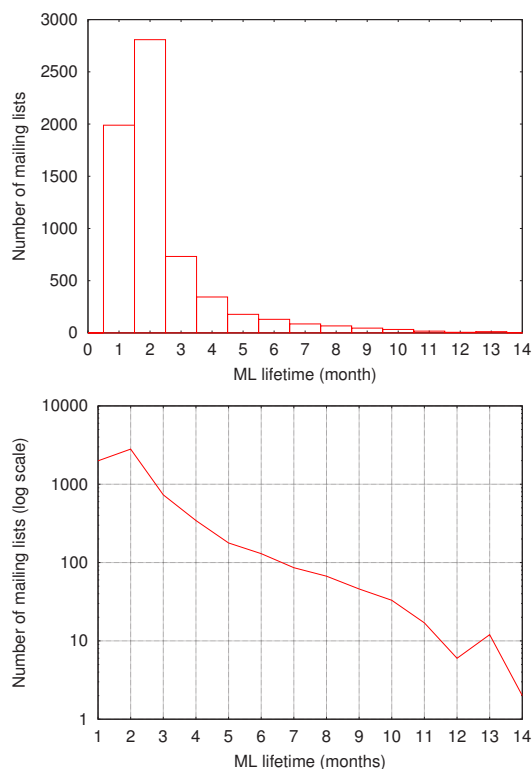 3000
2500
2000
1500
1000
500
0
Number of mailing lists
0 1 2 3 4 5 6 7 8 9 10 11 12 13 14
ML lifetime (month)
10000
1000
100
10
1
Number of mailing lists (log scale)
1 2 3 4 5 6 7 8 9 10 11 12 13 14
ML lifetime (months)